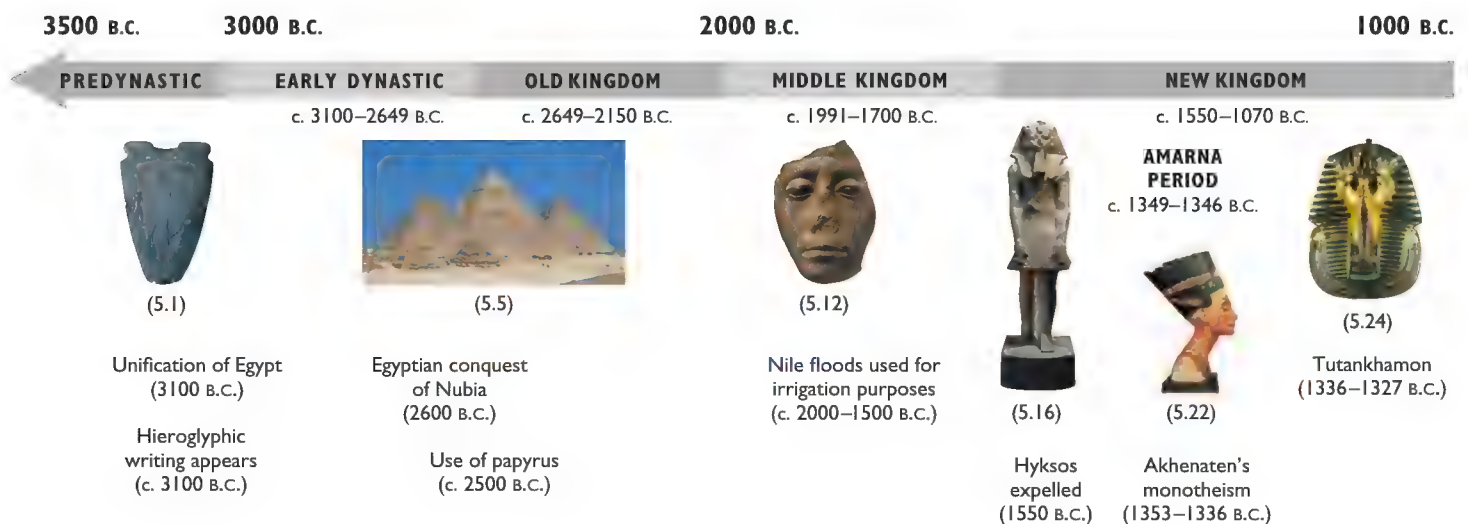 3500 B.C.
3000 B.C.
2000 B.C.
1000 B.C.
PREDYNASTIC
EARLY DYNASTIC
OLD KINGDOM
MIDDLE KINGDOM
NEW KINGDOM
c. 3100–2649 B.C.
c. 2649–2150 B.C.
c. 1991–1700 B.C.
c. 1550–1070 B.C.
AMARNA
PERIOD
c. 1349–1346 B.C.
(5.1)
(5.5)
(5.12)
(5.16)
(5.22)
(5.24)
Unification of Egypt
(3100 B.C.)
Hieroglyphic
writing appears
(c. 3100 B.C.)
Egyptian conquest
of Nubia
(2600 B.C.)
Use of papyrus
(c. 2500 B.C.)
Nile floods used for
irrigation purposes
(c. 2000–1500 B.C.)
Hyksos
expelled
(1550 B.C.)
Akhenaten's
monotheism
(1353–1336 B.C.)
Tutankhamon
(1336–1327 B.C.)